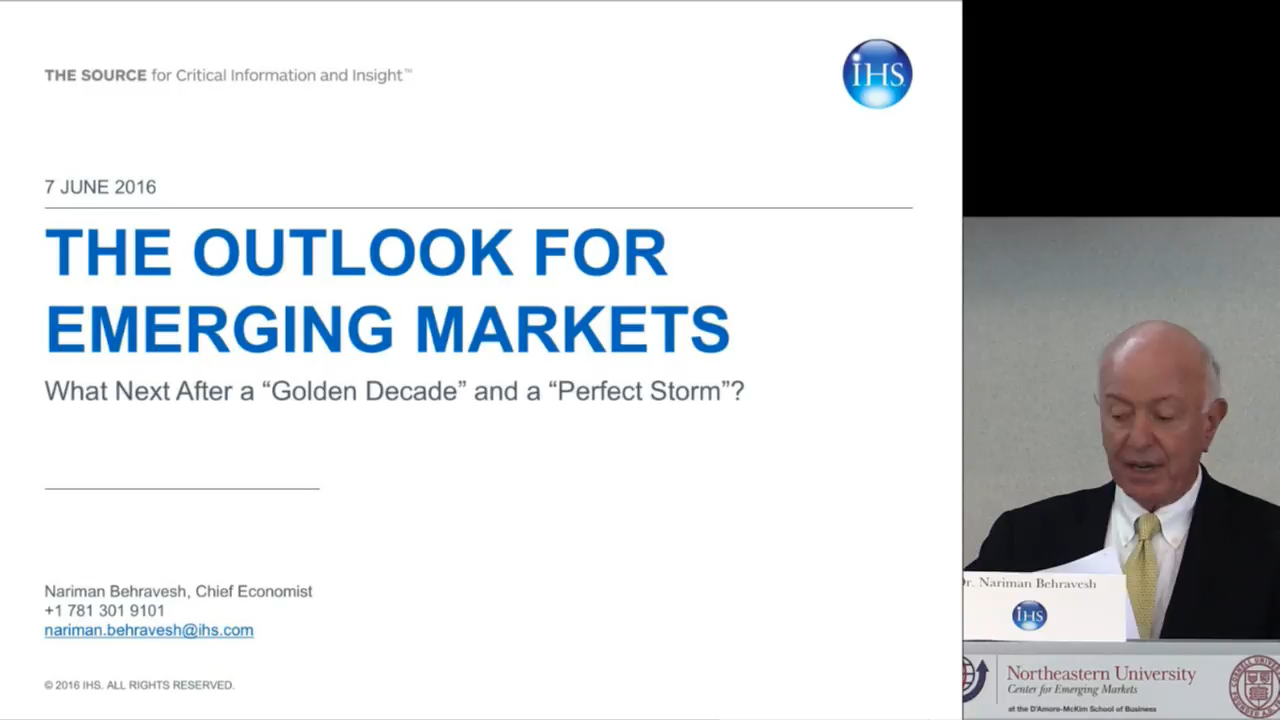 THE SOURCE for Critical Information and Insight™
IHS
7 JUNE 2016
THE OUTLOOK FOR
EMERGING MARKETS
What Next After a “Golden Decade” and a “Perfect Storm”?
Nariman Behravesh, Chief Economist
+1 781 301 9101
nariman.behravesh@ihs.com
© 2016 IHS. ALL RIGHTS RESERVED.
Dr. Nariman Behravesh
IHS
Northeastern University
Center for Emerging Markets
at the D'Amore-McKim School of Business